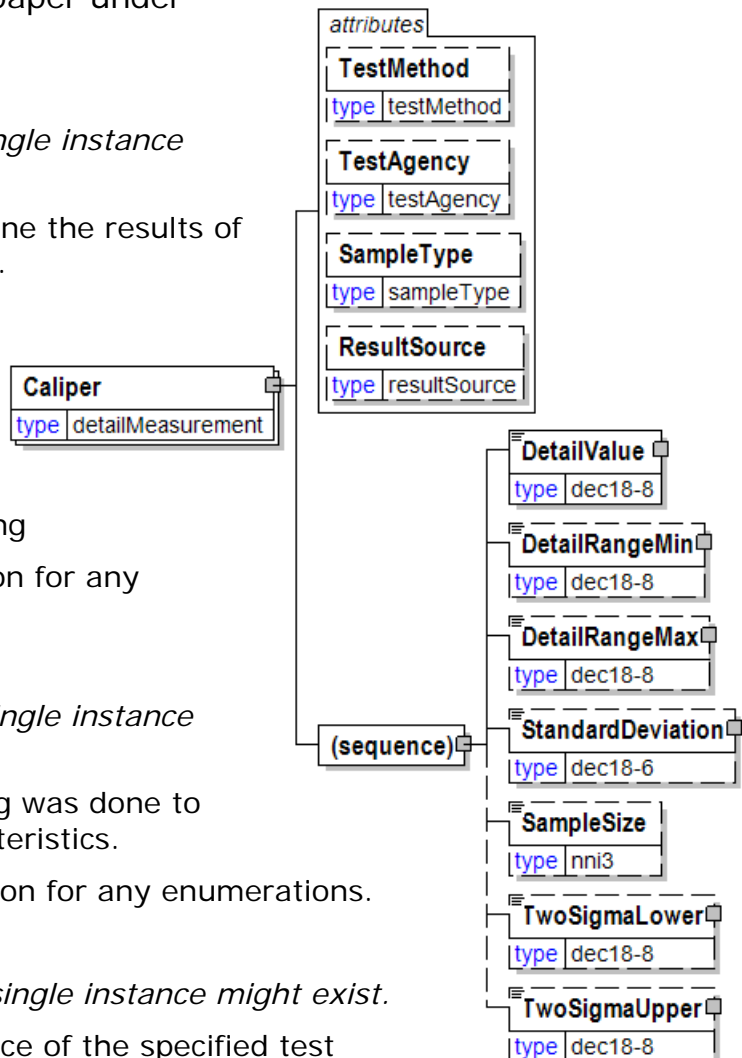 paper under
ngle instance
ne the results of
.
ng
on for any
ingle instance
g was done to
teristics.
on for any enumerations.
single instance might exist.
ce of the specified test
attributes
TestMethod
type testMethod
TestAgency
type testAgency
SampleType
type sampleType
ResultSource
type resultSource
Caliper
type detailMeasurement
(sequence)
DetailValue
type dec18-8
DetailRangeMin
type dec18-8
DetailRangeMax
type dec18-8
StandardDeviation
type dec18-6
SampleSize
type nni3
TwoSigmaLower
type dec18-8
TwoSigmaUpper
type dec18-8